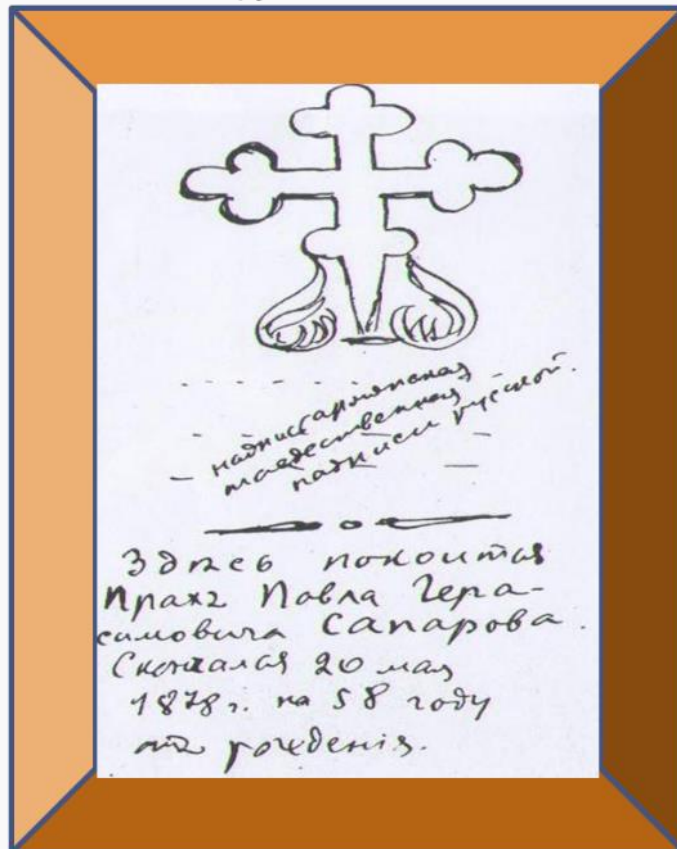 надпись армянская
тождественная
надписи русской.
Здѣсь покоится
прахъ Павла Гера-
симовича Сапарова.
Скончался 20 мая
1878 г. на 58 году
отъ рожденія.